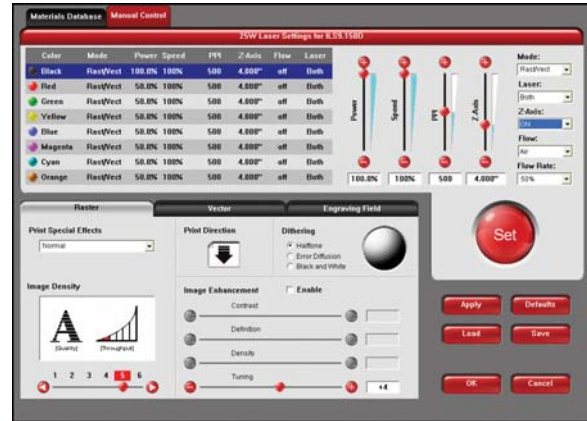 Materials Database Manual Control
25W Laser Settings for ILS9.150D
Color Mode Power Speed PPI Z-Axis Flow Laser
Black Rast/Vect 100.0% 100% 500 4.000" off Both
Red Rast/Vect 50.0% 100% 500 4.000" off Both
Green Rast/Vect 50.0% 100% 500 4.000" off Both
Yellow Rast/Vect 50.0% 100% 500 4.000" off Both
Blue Rast/Vect 50.0% 100% 500 4.000" off Both
Magenta Rast/Vect 50.0% 100% 500 4.000" off Both
Cyan Rast/Vect 50.0% 100% 500 4.000" off Both
Orange Rast/Vect 50.0% 100% 500 4.000" off Both
Power Speed PPI Z-Axis
100.0% 100% 500 4.000"
Mode:
Rast/Vect
Laser:
Both
Z-Axis:
ON
Flow:
Air
Flow Rate:
50%
Set
Raster Vector Engraving Field
Print Special Effects
Normal
Print Direction
Dithering
Halftone
Error Diffusion
Black and White
Image Density
A
(Quality) (Throughput)
1 2 3 4 5 6
Image Enhancement Enable
Contrast
Definition
Density
Tuning
+4
Apply Defaults
Load Save
OK Cancel